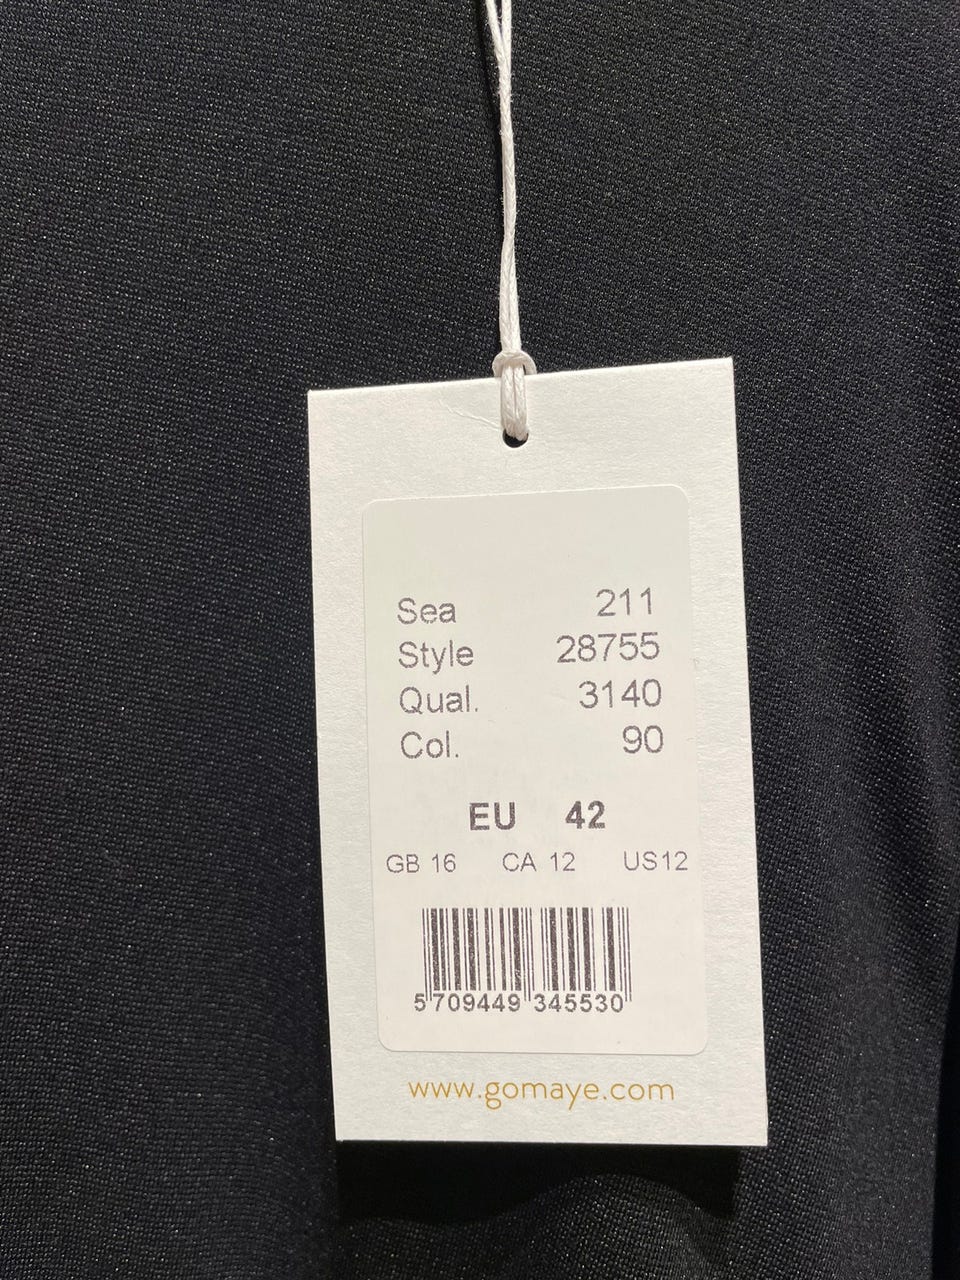 Sea 211
Style 28755
Qual. 3140
Col. 90
EU 42
GB 16 CA 12 US12
5 709449 345530
www.gomaye.com